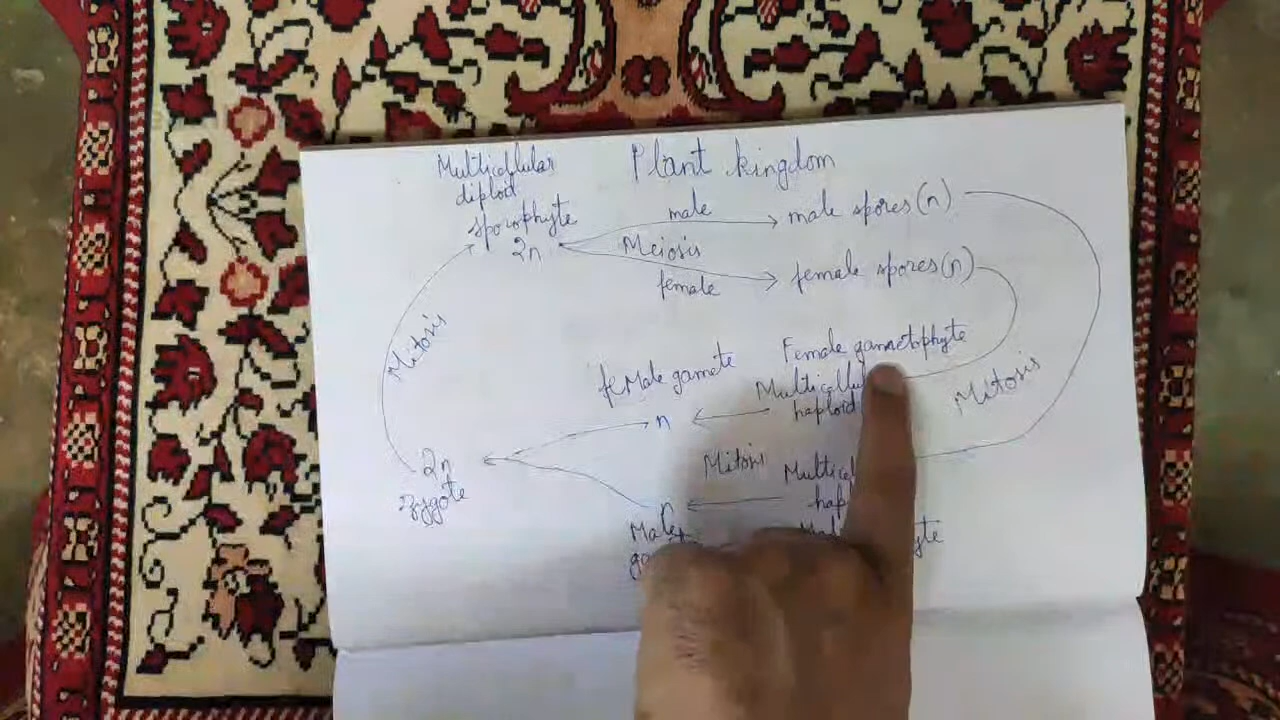 Plant kingdom
Multicellular
diploid
sporophyte
2n
male
Meiosis
female
male spores(n)
female spores(n)
Mitosis
female gamete
n
Female gametophyte
haploid
Mitosis
Mitosis
2n
zygote
n
Male